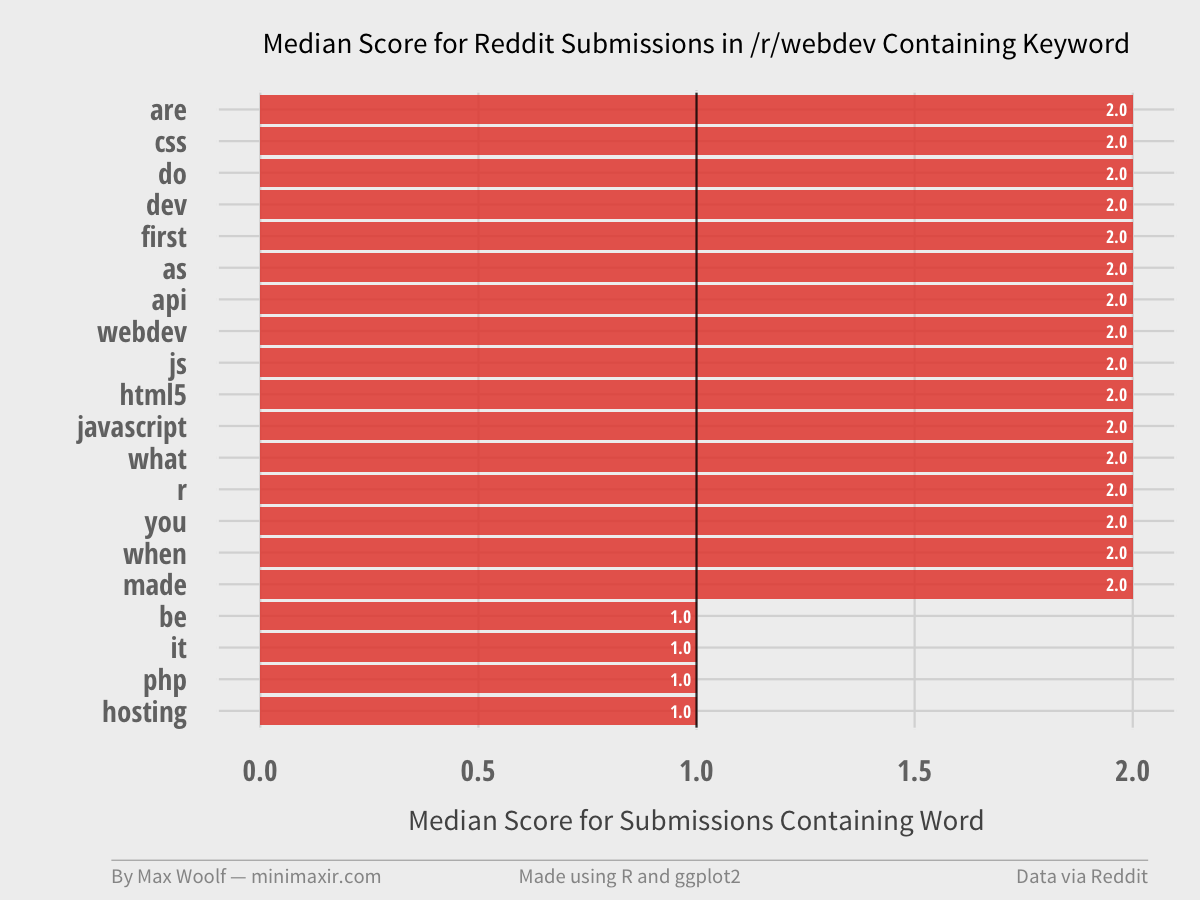 Median Score for Reddit Submissions in /r/webdev Containing Keyword
are 2.0
css 2.0
do 2.0
dev 2.0
first 2.0
as 2.0
api 2.0
webdev 2.0
js 2.0
html5 2.0
javascript 2.0
what 2.0
r 2.0
you 2.0
when 2.0
made 2.0
be 1.0
it 1.0
php 1.0
hosting 1.0
0.0 0.5 1.0 1.5 2.0
Median Score for Submissions Containing Word
By Max Woolf — minimaxir.com Made using R and ggplot2 Data via Reddit